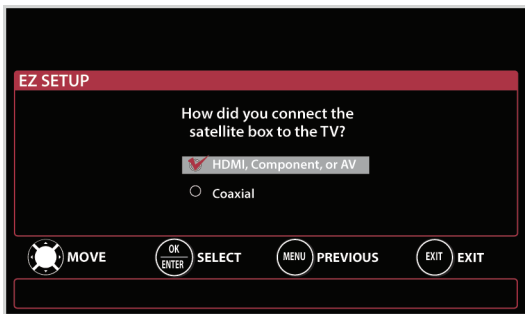 EZ SETUP
How did you connect the
satellite box to the TV?
HDMI, Component, or AV
Coaxial
MOVE OK ENTER SELECT MENU PREVIOUS EXIT EXIT